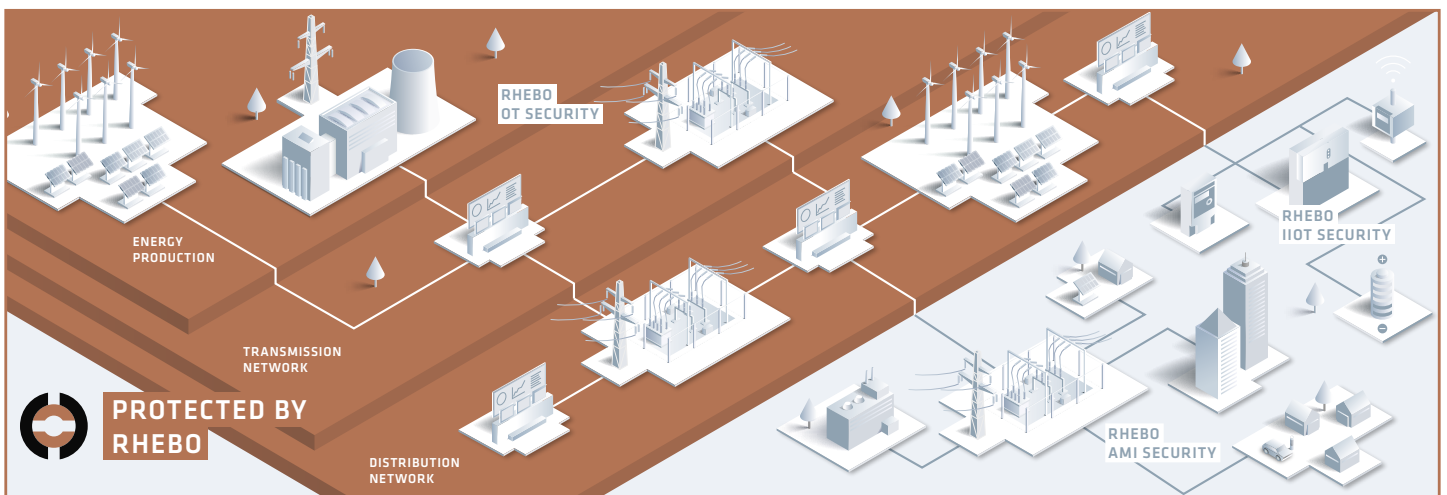 RHEBO
OT SECURITY
RHEBO
IIOT SECURITY
ENERGY
PRODUCTION
TRANSMISSION
NETWORK
PROTECTED BY
RHEBO
RHEBO
AMI SECURITY
DISTRIBUTION
NETWORK